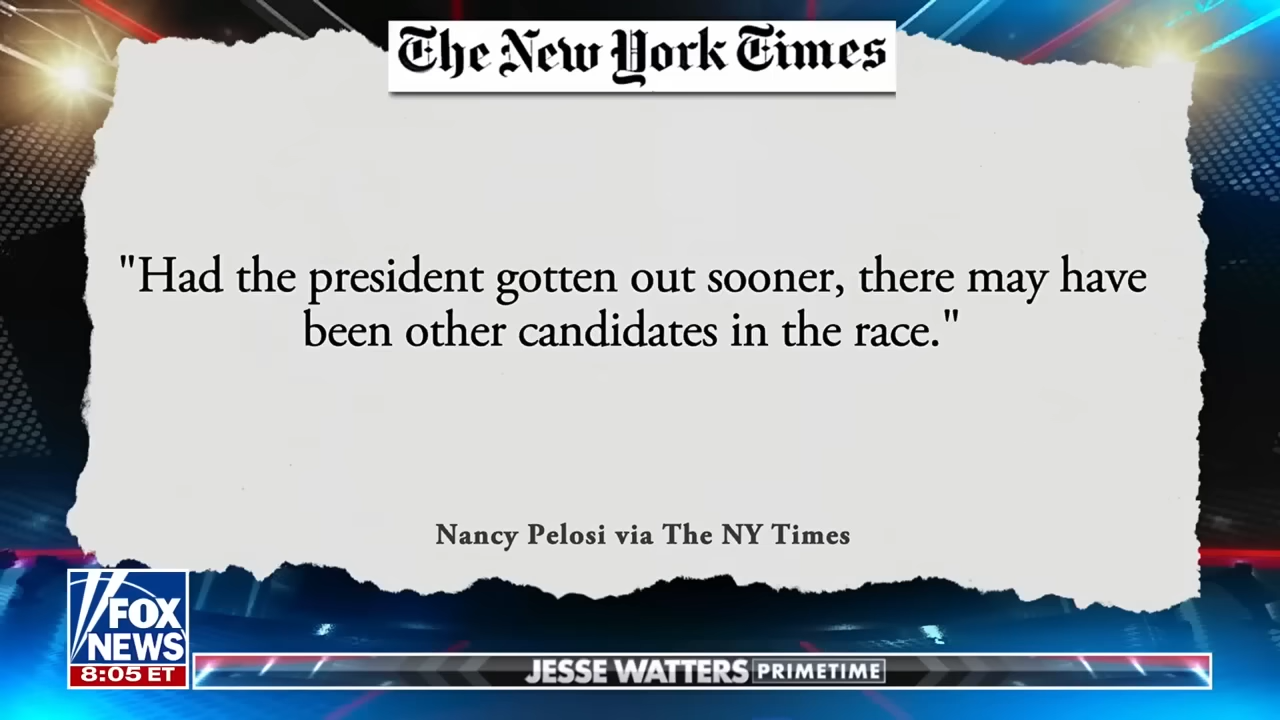 The New York Times
"Had the president gotten out sooner, there may have
been other candidates in the race."
Nancy Pelosi via The NY Times
FOX
NEWS
8:05 ET
JESSE WATTERS PRIMETIME